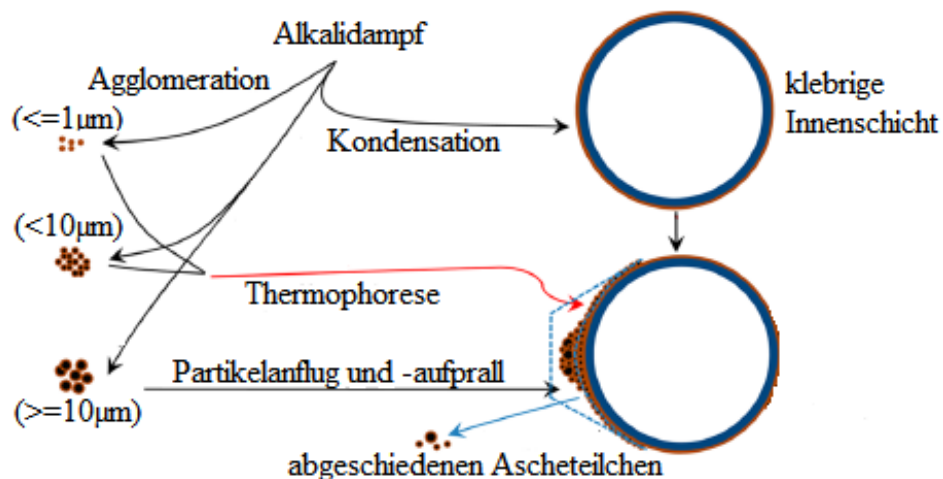 Alkalidampf
Agglomeration
(<=1µm)
Kondensation
klebrige
Innenschicht
(<10µm)
Thermophorese
Partikelanflug und -aufprall
(>=10µm)
abgeschiedenen Ascheteilchen